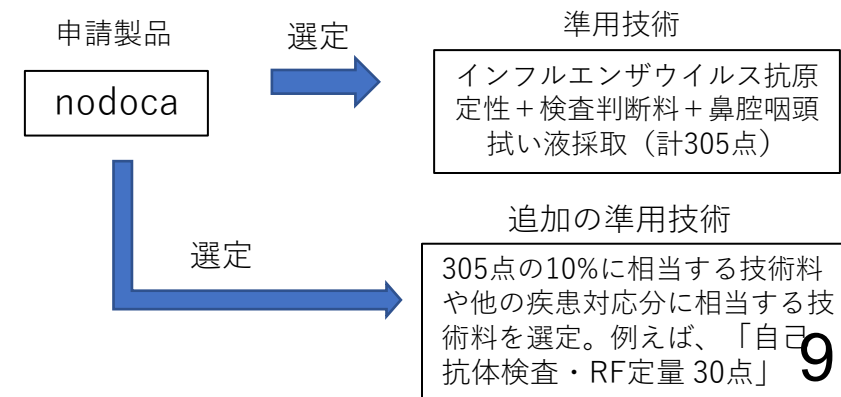 申請製品
nodoca
選定
準用技術
インフルエンザウイルス抗原
定性＋検査判断料＋鼻腔咽頭
拭い液採取（計305点）
選定
追加の準用技術
305点の10%に相当する技術料
や他の疾患対応分に相当する技
術料を選定。例えば、「自己
抗体検査・RF定量 30点」
9